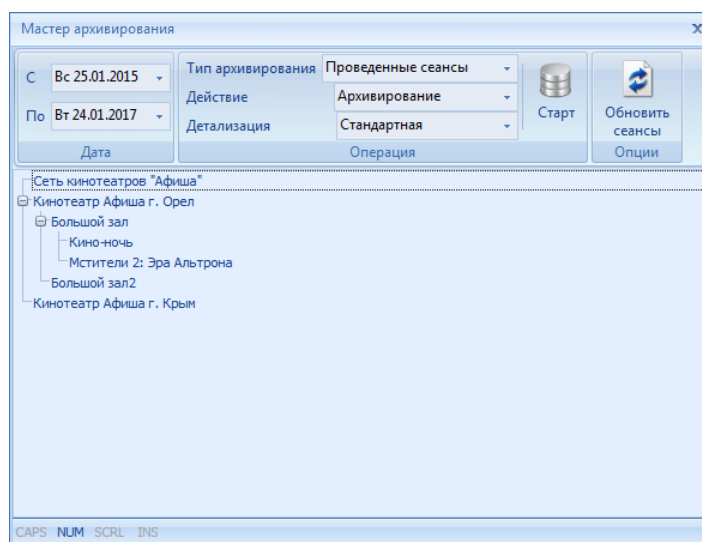 Мастер архивирования
С Вс 25.01.2015
По Вт 24.01.2017
Дата
Тип архивирования Проведенные сеансы
Действие Архивирование
Детализация Стандартная
Старт
Операция
Обновить
сеансы
Опции
Сеть кинотеатров "Афиша"
Кинотеатр Афиша г. Орел
Большой зал
Кино-ночь
Мстители 2: Эра Альтрона
Большой зал2
Кинотеатр Афиша г. Крым
CAPS NUM SCRL INS